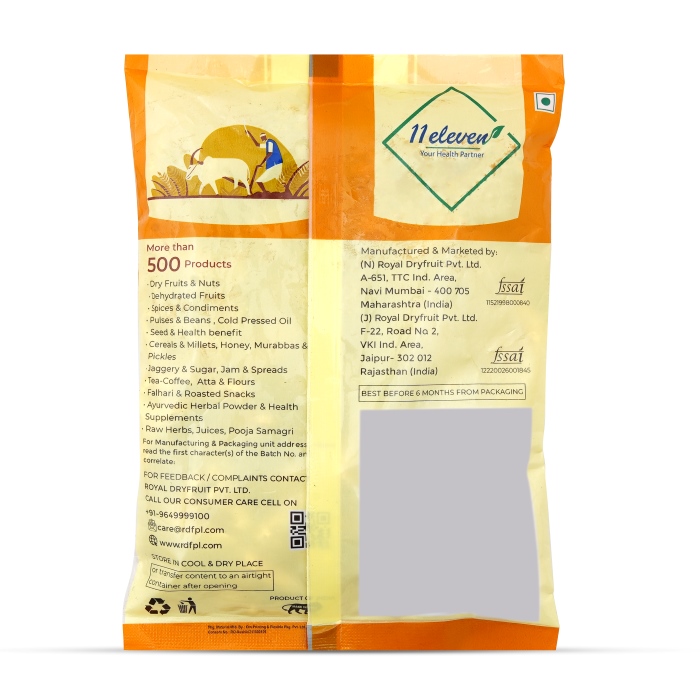 11 eleven
Your Health Partner
More than
500 Products
· Dry Fruits & Nuts
· Dehydrated Fruits
· Spices & Condiments
· Pulses & Beans , Cold Pressed Oil
· Seed & Health benefit
· Cereals & Millets, Honey, Murabbas &
Pickles
· Jaggery & Sugar, Jam & Spreads
· Tea-Coffee, Atta & Flours
· Falhari & Roasted Snacks
· Ayurvedic Herbal Powder & Health
Supplements
· Raw Herbs, Juices, Pooja Samagri
For Manufacturing & Packaging unit address
read the first character(s) of the Batch No. an
correlate:
FOR FEEDBACK / COMPLAINTS CONTAC
ROYAL DRYFRUIT PVT. LTD.
CALL OUR CONSUMER CARE CELL ON
+91-9649999100
care@rdfpl.com
www.rdfpl.com
STORE IN COOL & DRY PLACE
or transfer content to an airtight
container after opening
PRODUCT O
Manufactured & Marketed by:
(N) Royal Dryfruit Pvt. Ltd.
A-651, TTC Ind. Area,
Navi Mumbai - 400 705
Maharashtra (India)
fssai
11521998000840
(J) Royal Dryfruit Pvt. Ltd.
F-22, Road No 2,
VKI Ind. Area,
Jaipur- 302 012
Rajasthan (India)
fssai
12220026001845
BEST BEFORE 6 MONTHS FROM PACKAGING